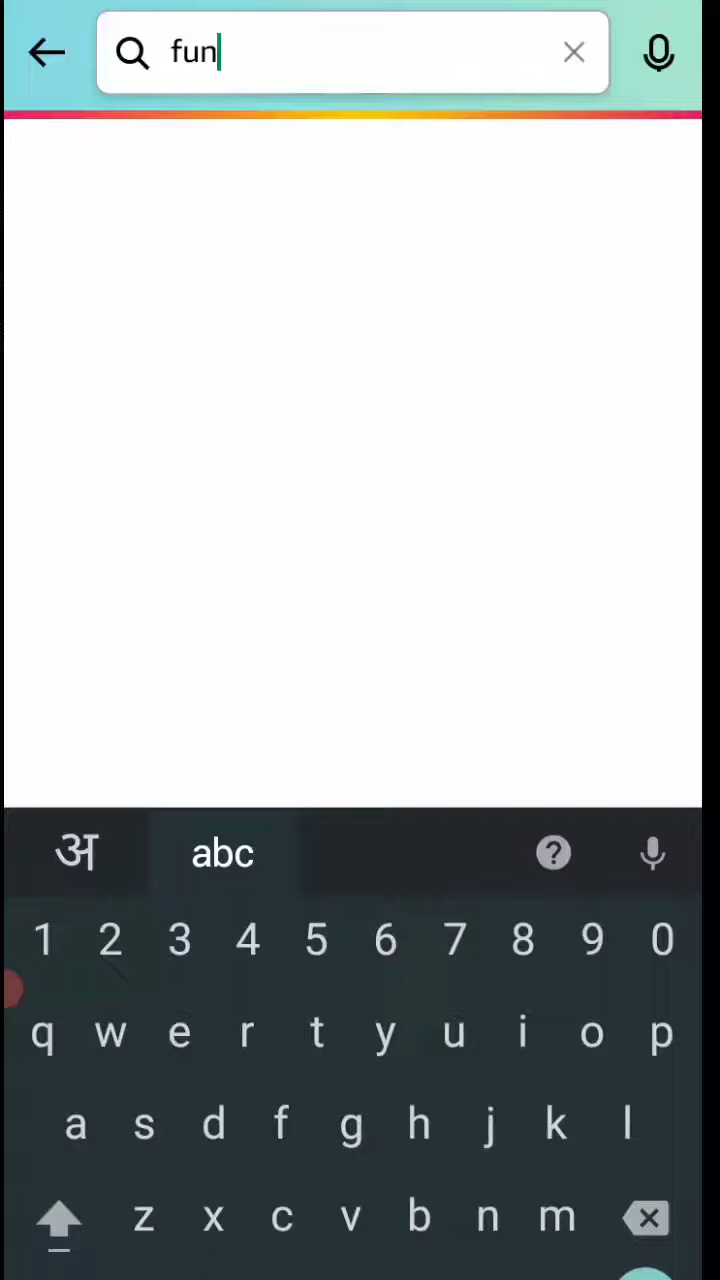 fun
अ abc ?
1 2 3 4 5 6 7 8 9 0
q w e r t y u i o p
a s d f g h j k l
z x c v b n m